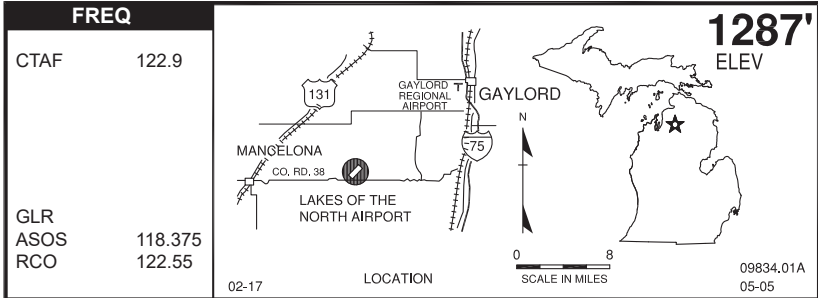 FREQ
CTAF 122.9
GLR
ASOS 118.375
RCO 122.55
1287'
ELEV
131
GAYLORD
REGIONAL
AIRPORT
T
GAYLORD
N
75
MANCELONA
CO. RD. 38
LAKES OF THE
NORTH AIRPORT
0 8
SCALE IN MILES
02-17
LOCATION
09834.01A
05-05